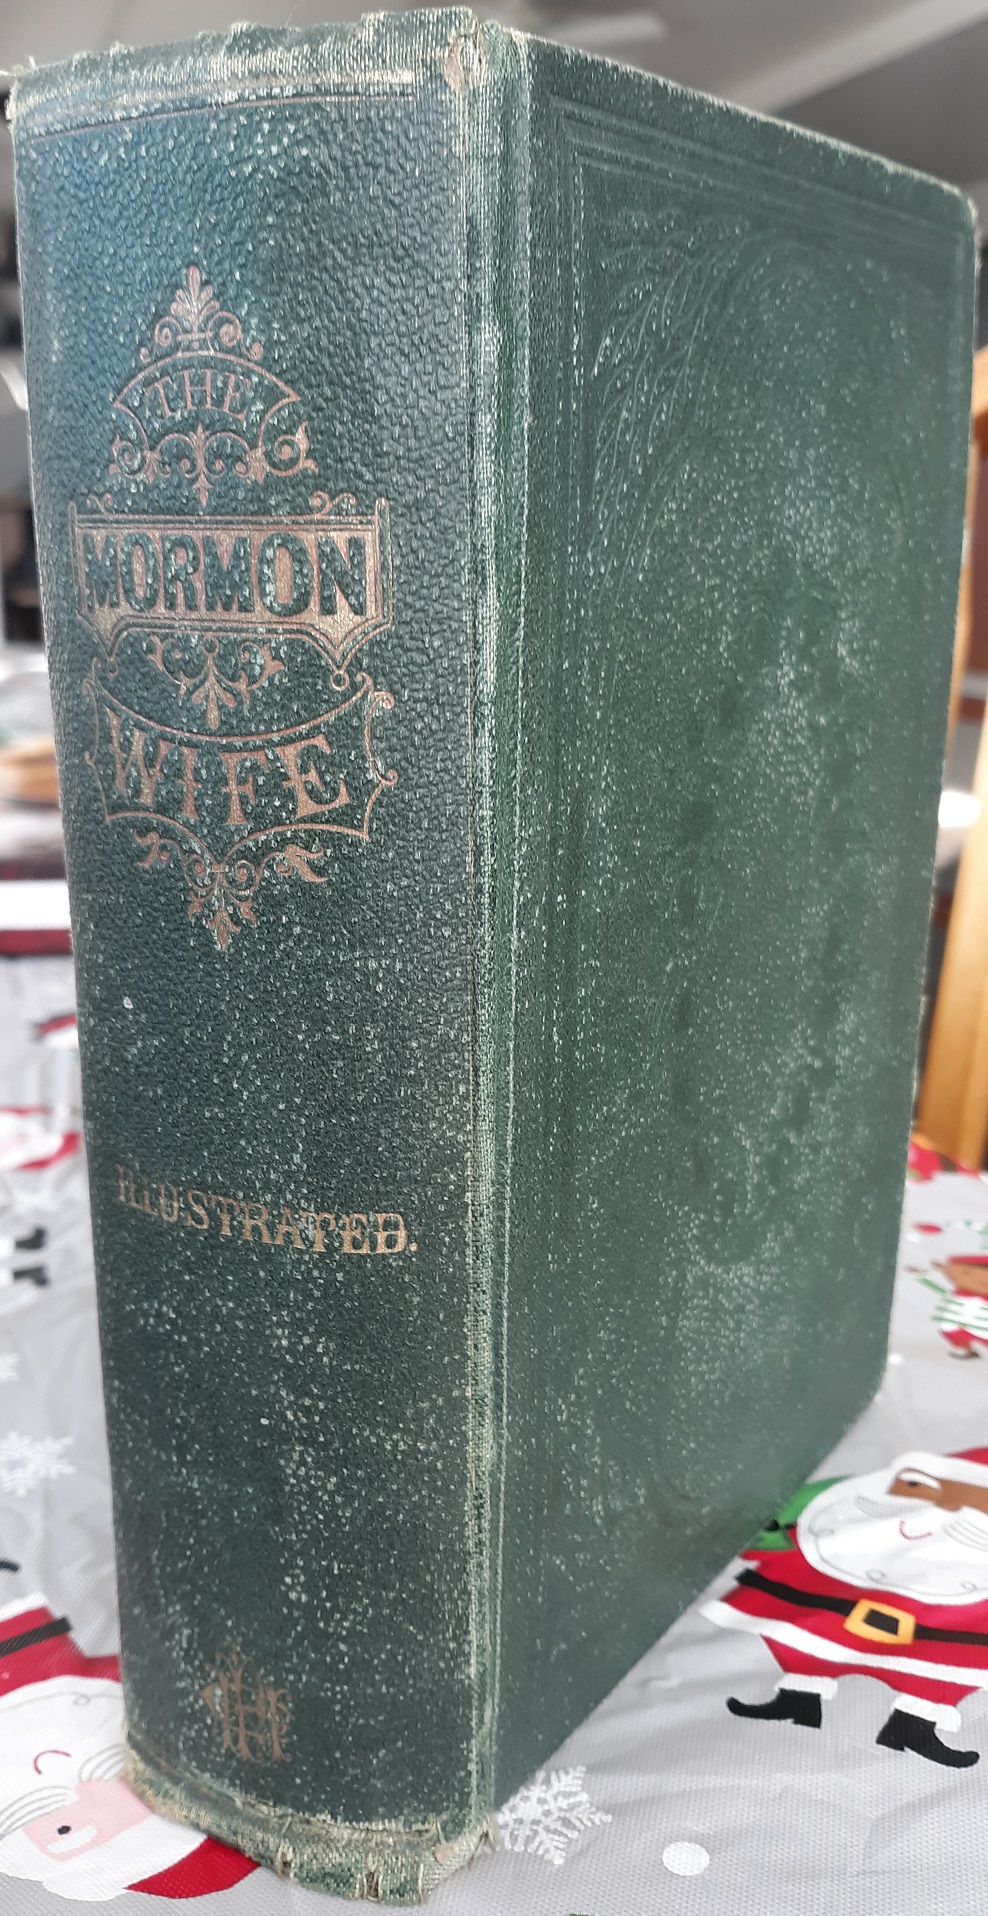 THE
MORMON
WIFE
ILLUSTRATED.